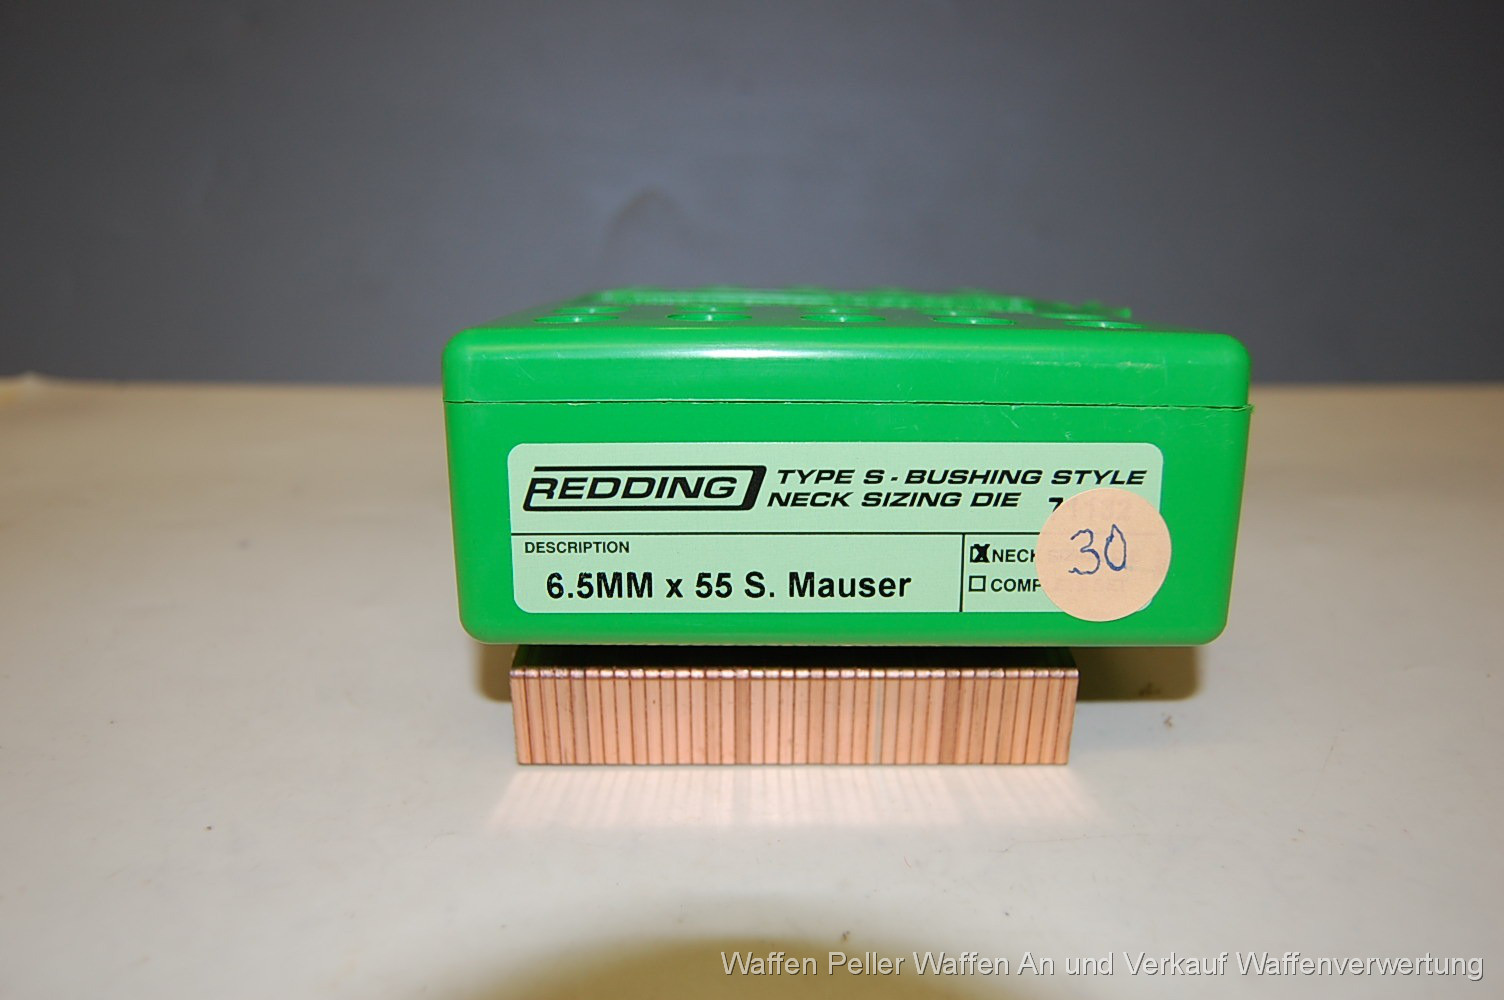 REDDING
TYPE S - BUSHING STYLE
NECK SIZING DIE
DESCRIPTION
6.5MM x 55 S. Mauser
X NECK
30
Waffen Peller Waffen An und Verkauf Waffenverwertung